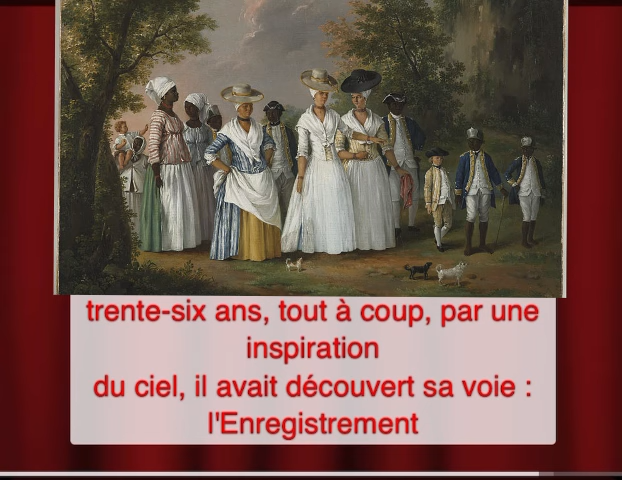 trente-six ans, tout à coup, par une
inspiration
du ciel, il avait découvert sa voie :
l'Enregistrement